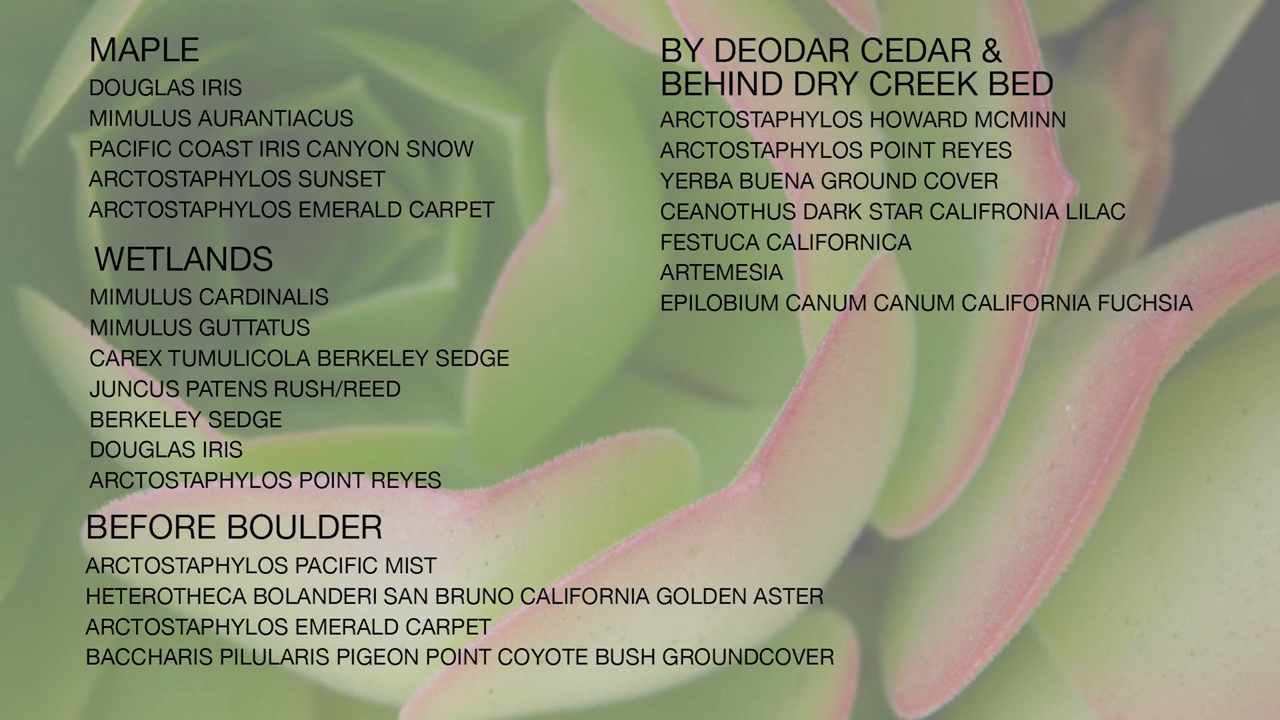 MAPLE
DOUGLAS IRIS
MIMULUS AURANTIACUS
PACIFIC COAST IRIS CANYON SNOW
ARCTOSTAPHYLOS SUNSET
ARCTOSTAPHYLOS EMERALD CARPET
WETLANDS
MIMULUS CARDINALIS
MIMULUS GUTTATUS
CAREX TUMULICOLA BERKELEY SEDGE
JUNCUS PATENS RUSH/REED
BERKELEY SEDGE
DOUGLAS IRIS
ARCTOSTAPHYLOS POINT REYES
BEFORE BOULDER
ARCTOSTAPHYLOS PACIFIC MIST
HETEROTHECA BOLANDERI SAN BRUNO CALIFORNIA GOLDEN ASTER
ARCTOSTAPHYLOS EMERALD CARPET
BACCHARIS PILULARIS PIGEON POINT COYOTE BUSH GROUNDCOVER
BY DEODAR CEDAR &
BEHIND DRY CREEK BED
ARCTOSTAPHYLOS HOWARD MCMINN
ARCTOSTAPHYLOS POINT REYES
YERBA BUENA GROUND COVER
CEANOTHUS DARK STAR CALIFRONIA LILAC
FESTUCA CALIFORNICA
ARTEMESIA
EPILOBIUM CANUM CANUM CALIFORNIA FUCHSIA